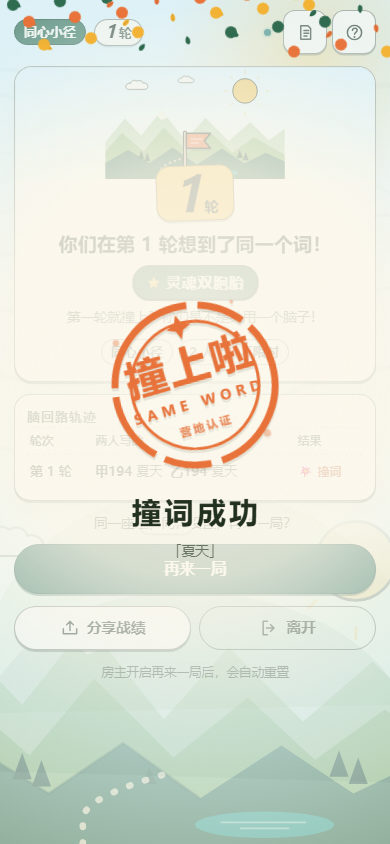 同心小径
1轮
1轮
你们在第 1 轮想到了同一个词!
灵魂双胞胎
撞上啦
SAME WORD
营地认证
脑回路轨迹
轮次
结果
第 1 轮
甲194 夏天
乙194 夏天
撞词
撞词成功
「夏天」
再来一局
分享战绩
离开
房主开启再来一局后，会自动重置